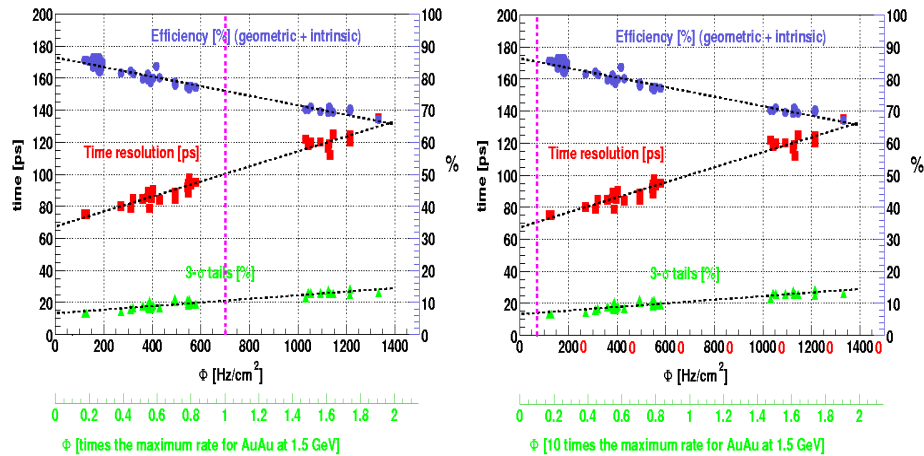 200
180
160
140
120
100
80
60
40
20
0
time [ps]
100
90
80
70
60
50
40
30
20
10
0
%
Efficiency [%] (geometric + intrinsic)
Time resolution [ps]
3-σ tails [%]
0 200 400 600 800 1000 1200 1400
Φ [Hz/cm²]
0 0.2 0.4 0.6 0.8 1 1.2 1.4 1.6 1.8 2
Φ [times the maximum rate for AuAu at 1.5 GeV]
200
180
160
140
120
100
80
60
40
20
0
time [ps]
100
90
80
70
60
50
40
30
20
10
0
%
Efficiency [%] (geometric + intrinsic)
Time resolution [ps]
3-σ tails [%]
0 2000 4000 6000 8000 10000 12000 14000
Φ [Hz/cm²]
0 0.2 0.4 0.6 0.8 1 1.2 1.4 1.6 1.8 2
Φ [10 times the maximum rate for AuAu at 1.5 GeV]